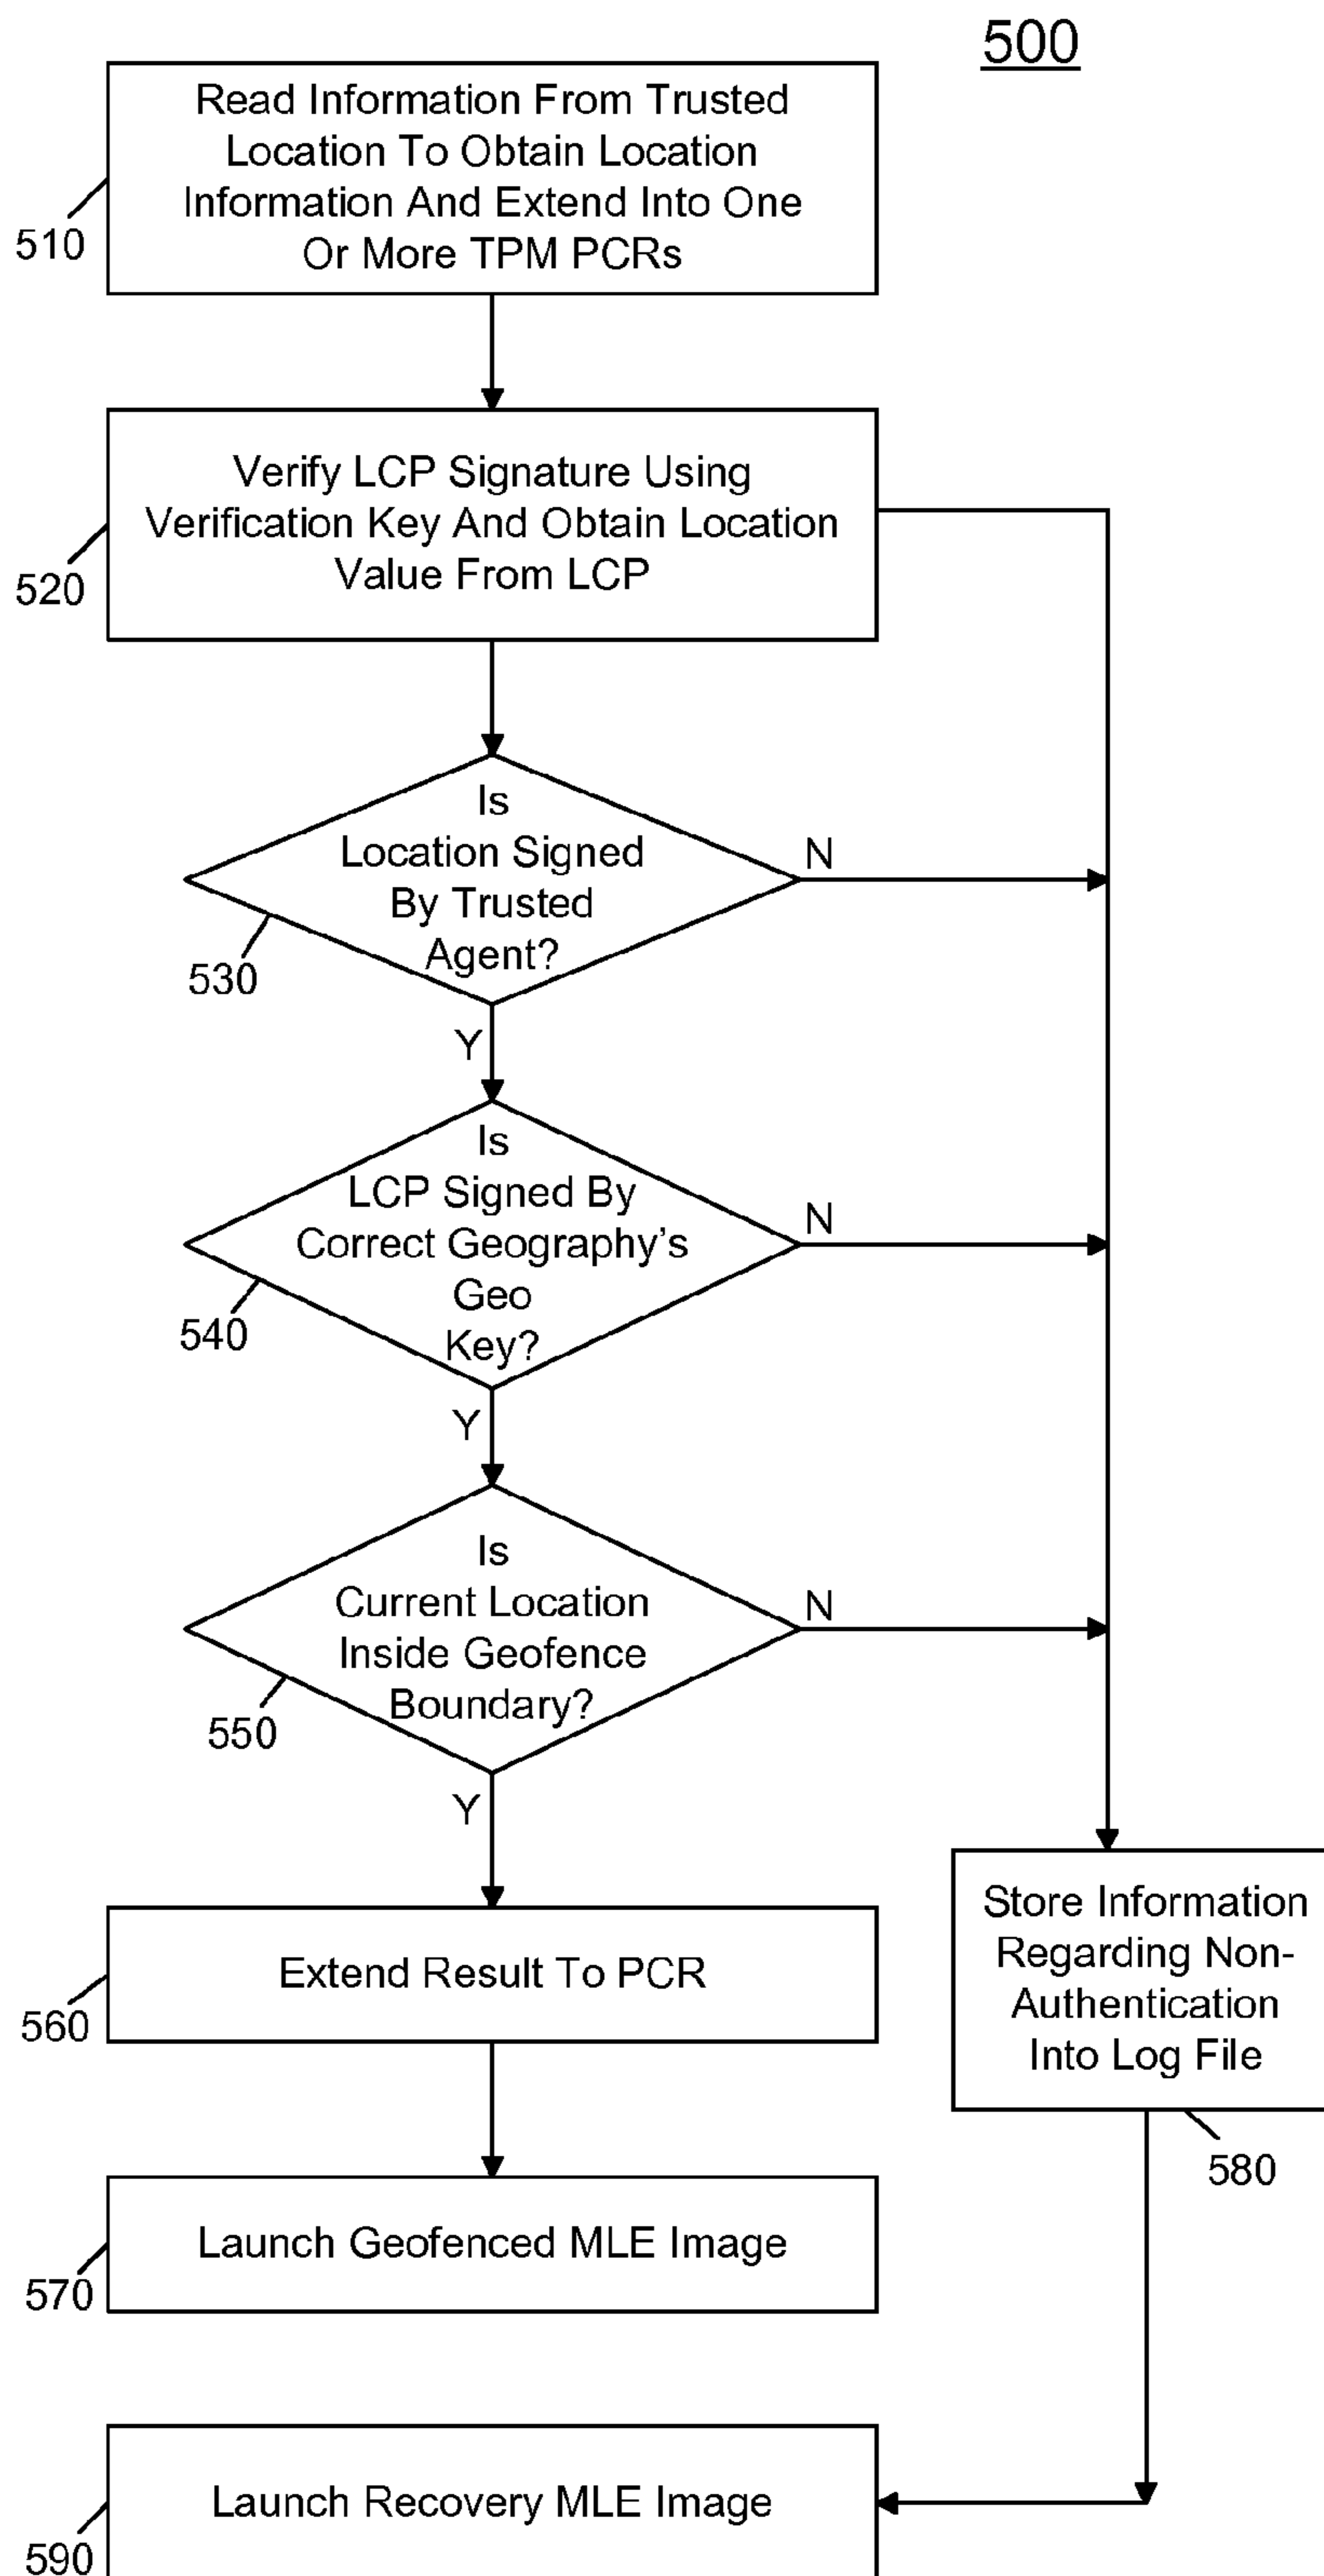 500
Read Information From Trusted
Location To Obtain Location
Information And Extend Into One
Or More TPM PCRs
510
Verify LCP Signature Using
Verification Key And Obtain Location
Value From LCP
520
Is
Location Signed
By Trusted
Agent?
N
530
Y
Is
LCP Signed By
Correct Geography's
Geo
Key?
N
540
Y
Is
Current Location
Inside Geofence
Boundary?
N
550
Y
Extend Result To PCR
560
Store Information
Regarding Non-
Authentication
Into Log File
580
Launch Geofenced MLE Image
570
Launch Recovery MLE Image
590